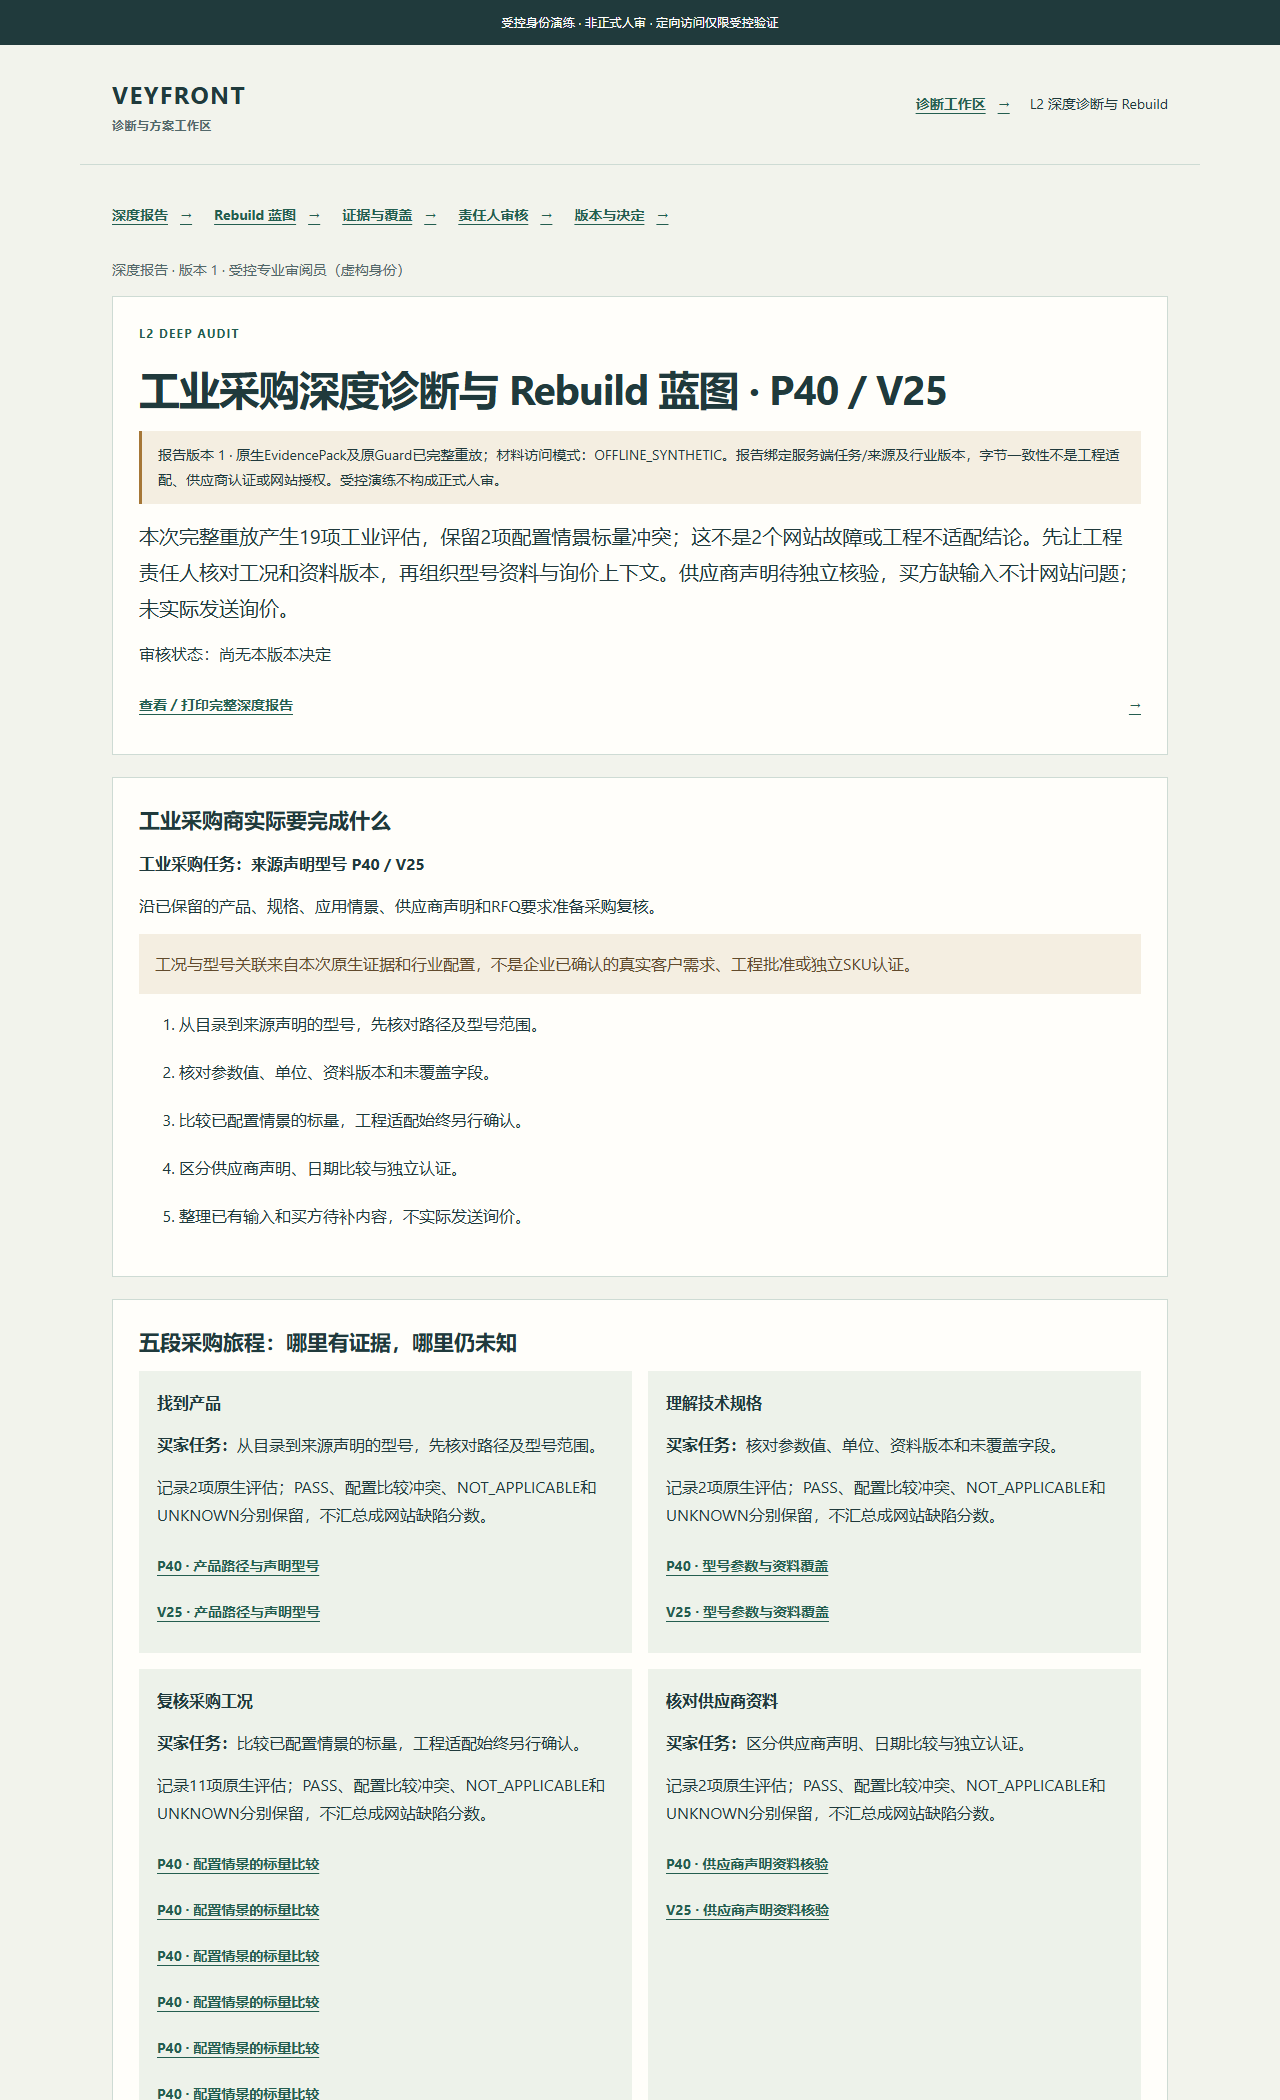 受控身份演练 · 非正式人审 · 定向访问仅限受控验证
VEYFRONT
诊断与方案工作区
诊断工作区 →
L2 深度诊断与 Rebuild
深度报告 → Rebuild 蓝图 → 证据与覆盖 → 责任人审核 → 版本与决定 →
深度报告 · 版本 1 · 受控专业审阅员（虚构身份）
L2 DEEP AUDIT
工业采购深度诊断与 Rebuild 蓝图 · P40 / V25
报告版本 1 · 原生EvidencePack及原Guard已完整重放；材料访问模式：OFFLINE_SYNTHETIC。报告绑定服务端任务/来源及行业版本，字节一致性不是工程适
配、供应商认证或网站授权。受控演练不构成正式人审。
本次完整重放产生19项工业评估，保留2项配置情景标量冲突；这不是2个网站故障或工程不适配结论。先让工程
责任人核对工况和资料版本，再组织型号资料与询价上下文。供应商声明待独立核验，买方缺输入不计网站问题；
未实际发送询价。
审核状态：尚无本版本决定
查看 / 打印完整深度报告 →
工业采购商实际要完成什么
工业采购任务：来源声明型号 P40 / V25
沿已保留的产品、规格、应用情景、供应商声明和RFQ要求准备采购复核。
工况与型号关联来自本次原生证据和行业配置，不是企业已确认的真实客户需求、工程批准或独立SKU认证。
1. 从目录到来源声明的型号，先核对路径及型号范围。
2. 核对参数值、单位、资料版本和未覆盖字段。
3. 比较已配置情景的标量，工程适配始终另行确认。
4. 区分供应商声明、日期比较与独立认证。
5. 整理已有输入和买方待补内容，不实际发送询价。
五段采购旅程：哪里有证据，哪里仍未知
找到产品
买家任务：从目录到来源声明的型号，先核对路径及型号范围。
记录2项原生评估；PASS、配置比较冲突、NOT_APPLICABLE和
UNKNOWN分别保留，不汇总成网站缺陷分数。
P40 · 产品路径与声明型号
V25 · 产品路径与声明型号
理解技术规格
买家任务：核对参数值、单位、资料版本和未覆盖字段。
记录2项原生评估；PASS、配置比较冲突、NOT_APPLICABLE和
UNKNOWN分别保留，不汇总成网站缺陷分数。
P40 · 型号参数与资料覆盖
V25 · 型号参数与资料覆盖
复核采购工况
买家任务：比较已配置情景的标量，工程适配始终另行确认。
记录11项原生评估；PASS、配置比较冲突、NOT_APPLICABLE和
UNKNOWN分别保留，不汇总成网站缺陷分数。
P40 · 配置情景的标量比较
P40 · 配置情景的标量比较
P40 · 配置情景的标量比较
P40 · 配置情景的标量比较
P40 · 配置情景的标量比较
P40 · 配置情景的标量比较
核对供应商资料
买家任务：区分供应商声明、日期比较与独立认证。
记录2项原生评估；PASS、配置比较冲突、NOT_APPLICABLE和
UNKNOWN分别保留，不汇总成网站缺陷分数。
P40 · 供应商声明资料核验
V25 · 供应商声明资料核验